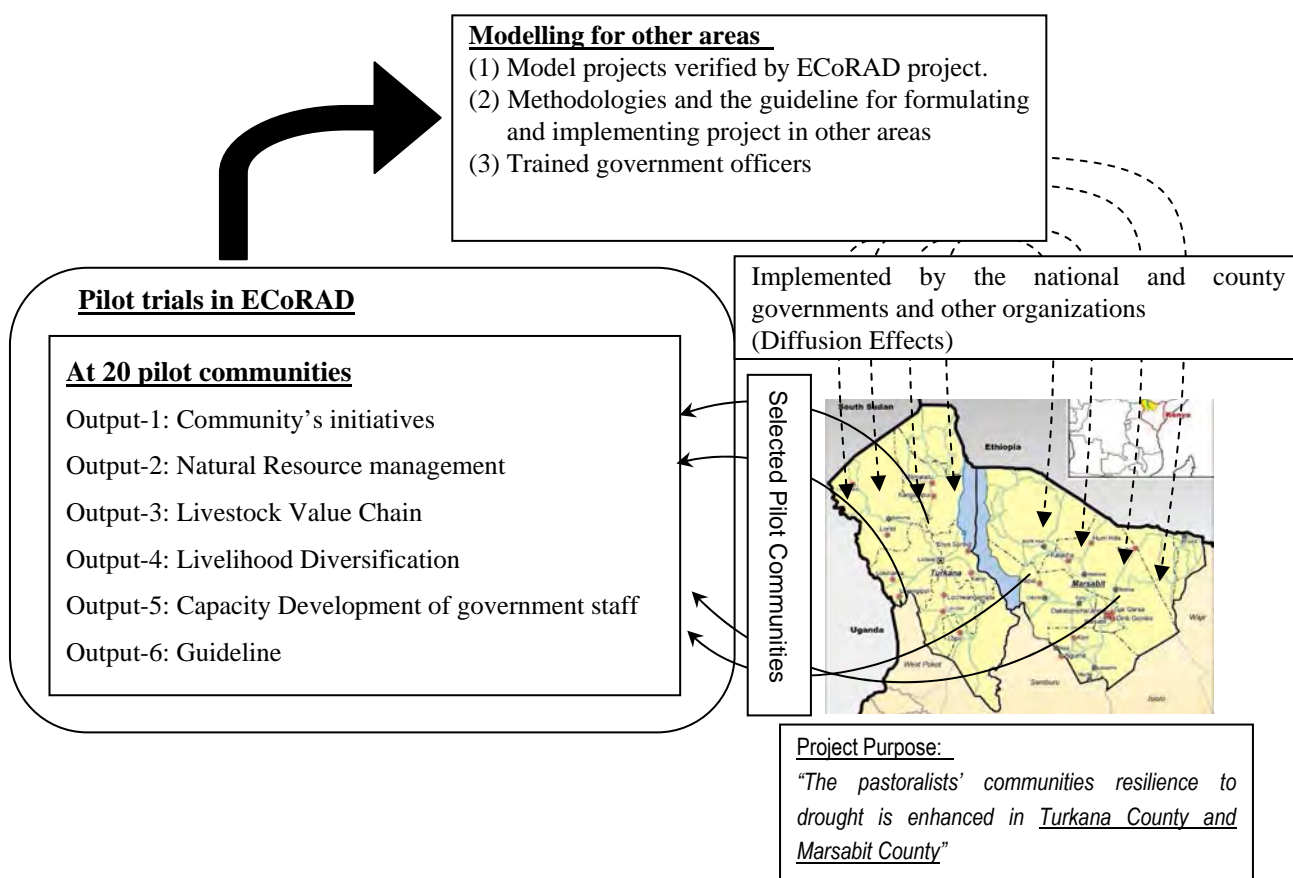 Modelling for other areas
(1) Model projects verified by ECoRAD project.
(2) Methodologies and the guideline for formulating
and implementing project in other areas
(3) Trained government officers
Implemented by the national and county
governments and other organizations
(Diffusion Effects)
Pilot trials in ECoRAD
At 20 pilot communities
Output-1: Community’s initiatives
Output-2: Natural Resource management
Output-3: Livestock Value Chain
Output-4: Livelihood Diversification
Output-5: Capacity Development of government staff
Output-6: Guideline
Selected Pilot Communities
South Sudan
Ethiopia
Kenya
Turkana
Marsabit
Uganda
West Pokot
Samburu
Isiolo
Wajir
Project Purpose:
“The pastoralists’ communities resilience to
drought is enhanced in Turkana County and
Marsabit County”